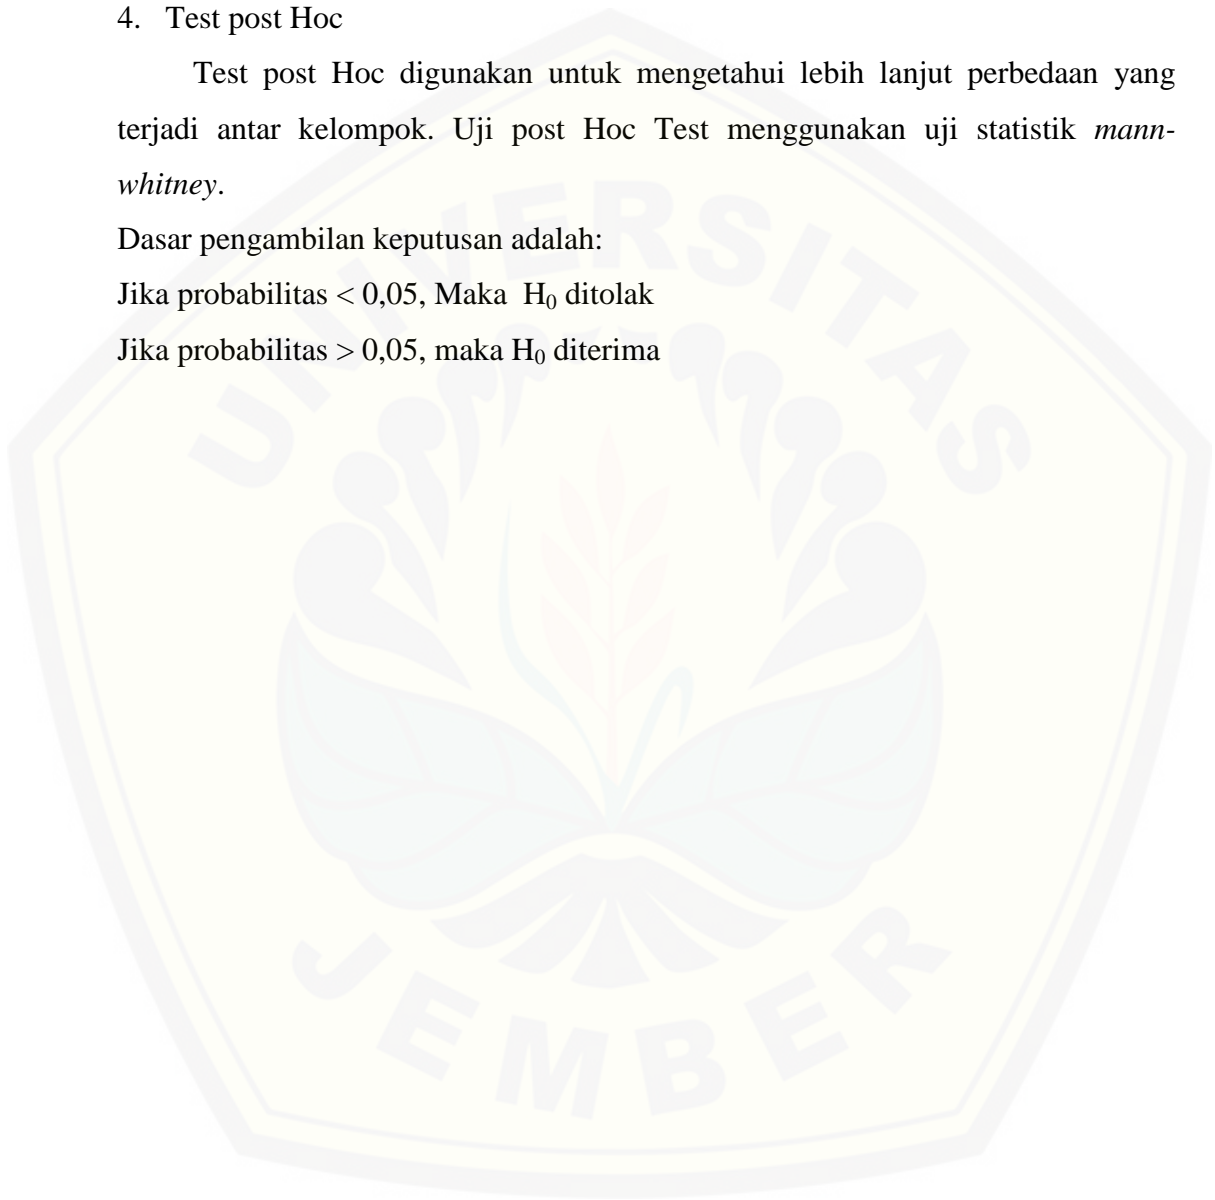 4. Test post Hoc
Test post Hoc digunakan untuk mengetahui lebih lanjut perbedaan yang
terjadi antar kelompok. Uji post Hoc Test menggunakan uji statistik mann-
whitney.
Dasar pengambilan keputusan adalah:
Jika probabilitas < 0,05, Maka H₀ ditolak
Jika probabilitas > 0,05, maka H₀ diterima
UNIVERSITAS
JEMBER